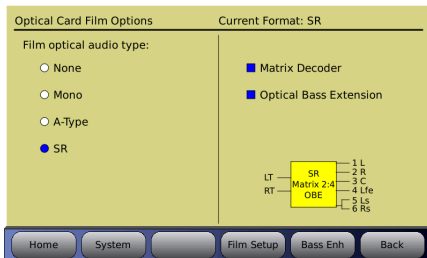 Optical Card Film Options
Current Format: SR
Film optical audio type:
None
Mono
A-Type
SR
Matrix Decoder
Optical Bass Extension
LT
RT
SR
Matrix 2:4
OBE
1 L
2 R
3 C
4 Lfe
5 Ls
6 Rs
Home
System
Film Setup
Bass Enh
Back